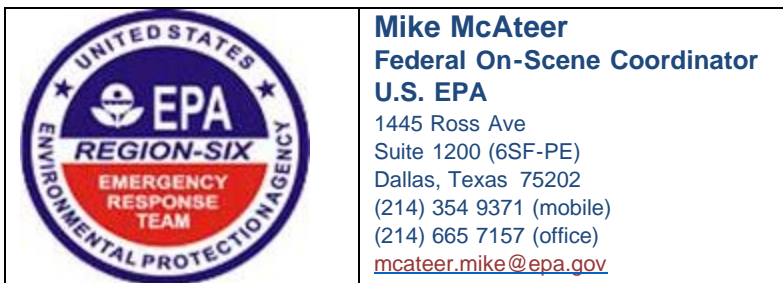 UNITED STATES
ENVIRONMENTAL PROTECTION AGENCY
EPA
REGION-SIX
EMERGENCY
RESPONSE
TEAM
Mike McAteer
Federal On-Scene Coordinator
U.S. EPA
1445 Ross Ave
Suite 1200 (6SF-PE)
Dallas, Texas 75202
(214) 354 9371 (mobile)
(214) 665 7157 (office)
mcateer.mike@epa.gov